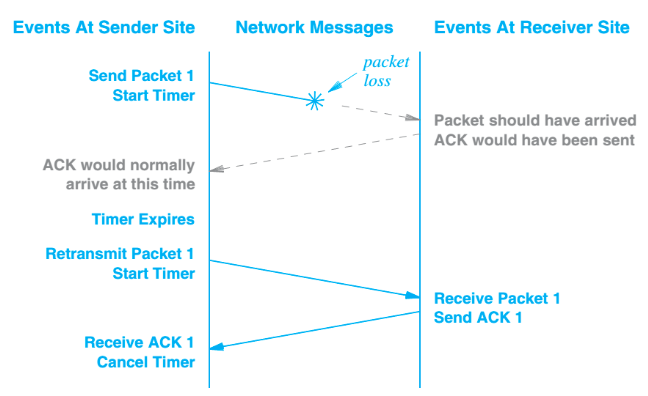 Events At Sender Site
Network Messages
Events At Receiver Site
Send Packet 1
Start Timer
packet
loss
Packet should have arrived
ACK would have been sent
ACK would normally
arrive at this time
Timer Expires
Retransmit Packet 1
Start Timer
Receive Packet 1
Send ACK 1
Receive ACK 1
Cancel Timer